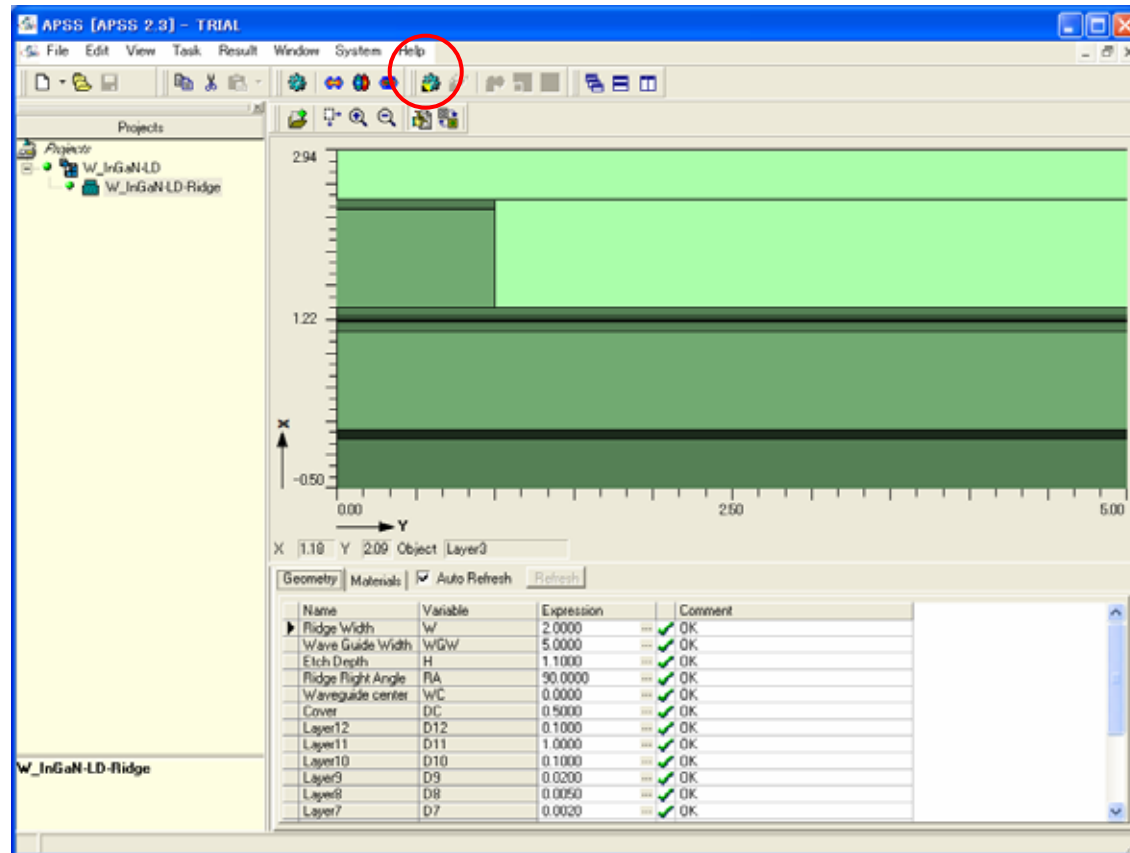 APSS [APSS 2.3] - TRIAL
File Edit View Task Result Window System Help
Projects
Projects
W_InGaN-LD
W_InGaN-LD-Ridge
2.94
1.22
X
-0.50
0.00 2.50 5.00
Y
X 1.18 Y 2.09 Object Layer3
Geometry Materials Auto Refresh Refresh
Name Variable Expression Comment
Ridge Width W 2.0000 ... OK
Wave Guide Width WGW 5.0000 ... OK
Etch Depth H 1.1000 ... OK
Ridge Right Angle RA 90.0000 ... OK
Waveguide center WC 0.0000 ... OK
Cover DC 0.5000 ... OK
Layer12 D12 0.1000 ... OK
Layer11 D11 1.0000 ... OK
Layer10 D10 0.1000 ... OK
Layer9 D9 0.0200 ... OK
Layer8 D8 0.0050 ... OK
Layer7 D7 0.0020 ... OK
W_InGaN-LD-Ridge